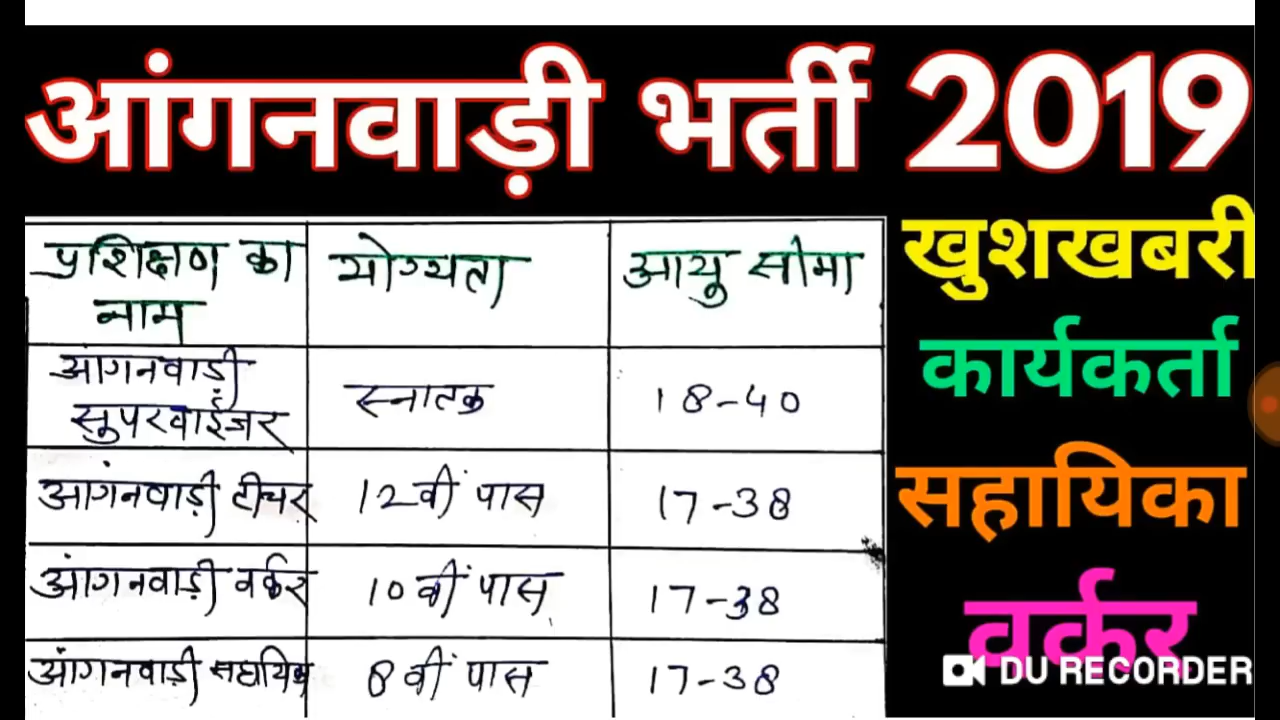 आंगनवाड़ी भर्ती 2019
प्रशिक्षण का नाम योग्यता आयु सीमा
आंगनवाड़ी सुपरवाईजर स्नातक 18-40
आंगनवाड़ी टीचर 12वीं पास 17-38
आंगनवाड़ी वर्कर 10वीं पास 17-38
आंगनवाड़ी सहायिक 8वीं पास 17-38
खुशखबरी
कार्यकर्ता
सहायिका
वर्कर
DU RECORDER